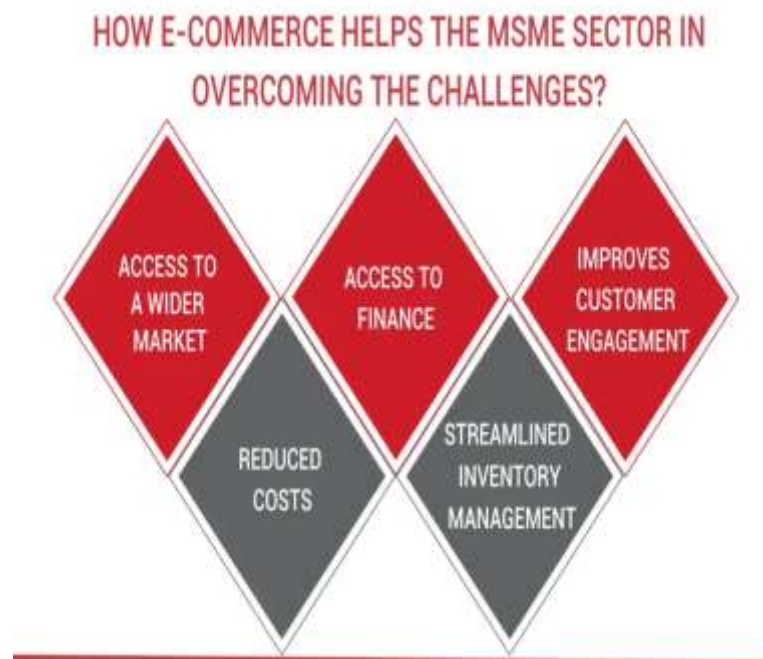 HOW E-COMMERCE HELPS THE MSME SECTOR IN
OVERCOMING THE CHALLENGES?
ACCESS TO
A WIDER
MARKET
REDUCED
COSTS
ACCESS TO
FINANCE
STREAMLINED
INVENTORY
MANAGEMENT
IMPROVES
CUSTOMER
ENGAGEMENT